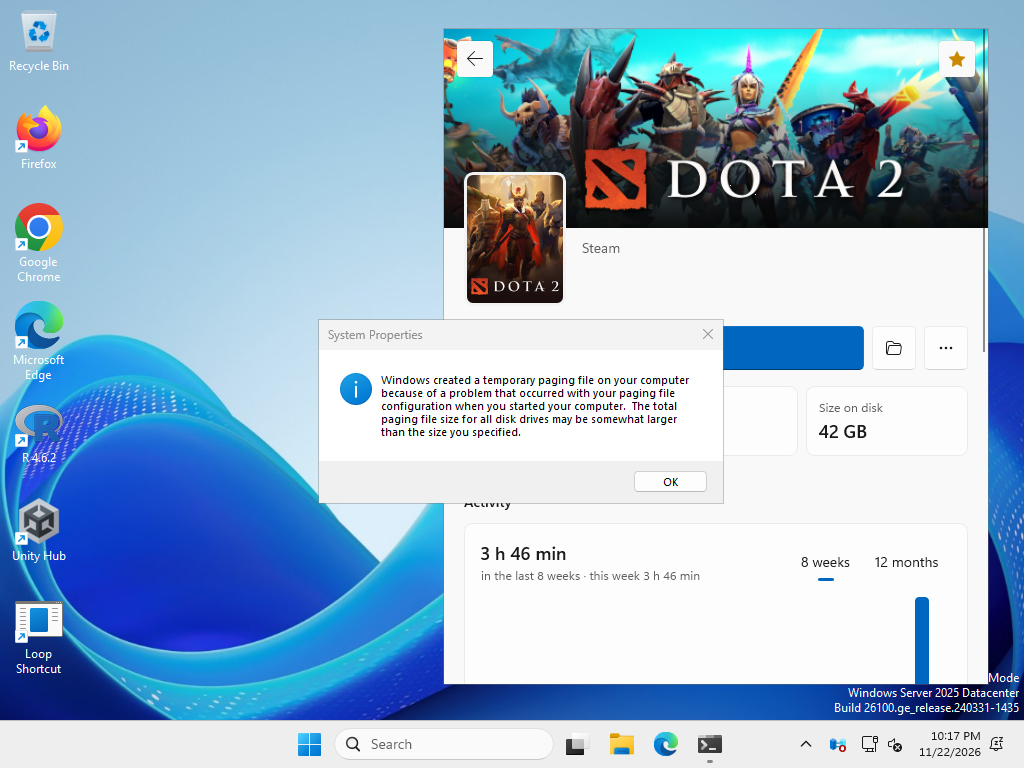 Recycle Bin
Firefox
Google
Chrome
Microsoft
Edge
R 4.6.2
Unity Hub
Loop
Shortcut
DOTA 2
DOTA 2
Steam
System Properties
Windows created a temporary paging file on your computer
because of a problem that occurred with your paging file
configuration when you started your computer. The total
paging file size for all disk drives may be somewhat larger
than the size you specified.
OK
Size on disk
42 GB
Activity
3 h 46 min
in the last 8 weeks · this week 3 h 46 min
8 weeks
12 months
Mode
Windows Server 2025 Datacenter
Build 26100.ge_release.240331-1435
Search
10:17 PM
11/22/2026